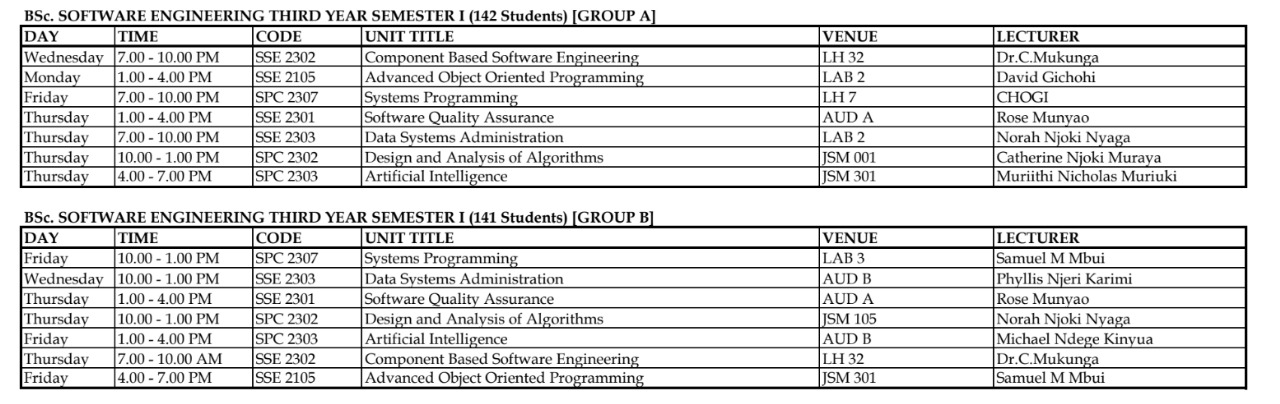 BSc. SOFTWARE ENGINEERING THIRD YEAR SEMESTER I (142 Students) [GROUP A]
DAY TIME CODE UNIT TITLE VENUE LECTURER
Wednesday 7.00 - 10.00 PM SSE 2302 Component Based Software Engineering LH 32 Dr.C.Mukunga
Monday 1.00 - 4.00 PM SSE 2105 Advanced Object Oriented Programming LAB 2 David Gichohi
Friday 7.00 - 10.00 PM SPC 2307 Systems Programming LH 7 CHOGI
Thursday 1.00 - 4.00 PM SSE 2301 Software Quality Assurance AUD A Rose Munyao
Thursday 7.00 - 10.00 PM SSE 2303 Data Systems Administration LAB 2 Norah Njoki Nyaga
Thursday 10.00 - 1.00 PM SPC 2302 Design and Analysis of Algorithms JSM 001 Catherine Njoki Muraya
Thursday 4.00 - 7.00 PM SPC 2303 Artificial Intelligence JSM 301 Muriithi Nicholas Muriuki
BSc. SOFTWARE ENGINEERING THIRD YEAR SEMESTER I (141 Students) [GROUP B]
DAY TIME CODE UNIT TITLE VENUE LECTURER
Friday 10.00 - 1.00 PM SPC 2307 Systems Programming LAB 3 Samuel M Mbui
Wednesday 10.00 - 1.00 PM SSE 2303 Data Systems Administration AUD B Phyllis Njeri Karimi
Thursday 1.00 - 4.00 PM SSE 2301 Software Quality Assurance AUD A Rose Munyao
Thursday 10.00 - 1.00 PM SPC 2302 Design and Analysis of Algorithms JSM 105 Norah Njoki Nyaga
Friday 1.00 - 4.00 PM SPC 2303 Artificial Intelligence AUD B Michael Ndege Kinyua
Thursday 7.00 - 10.00 AM SSE 2302 Component Based Software Engineering LH 32 Dr.C.Mukunga
Friday 4.00 - 7.00 PM SSE 2105 Advanced Object Oriented Programming JSM 301 Samuel M Mbui